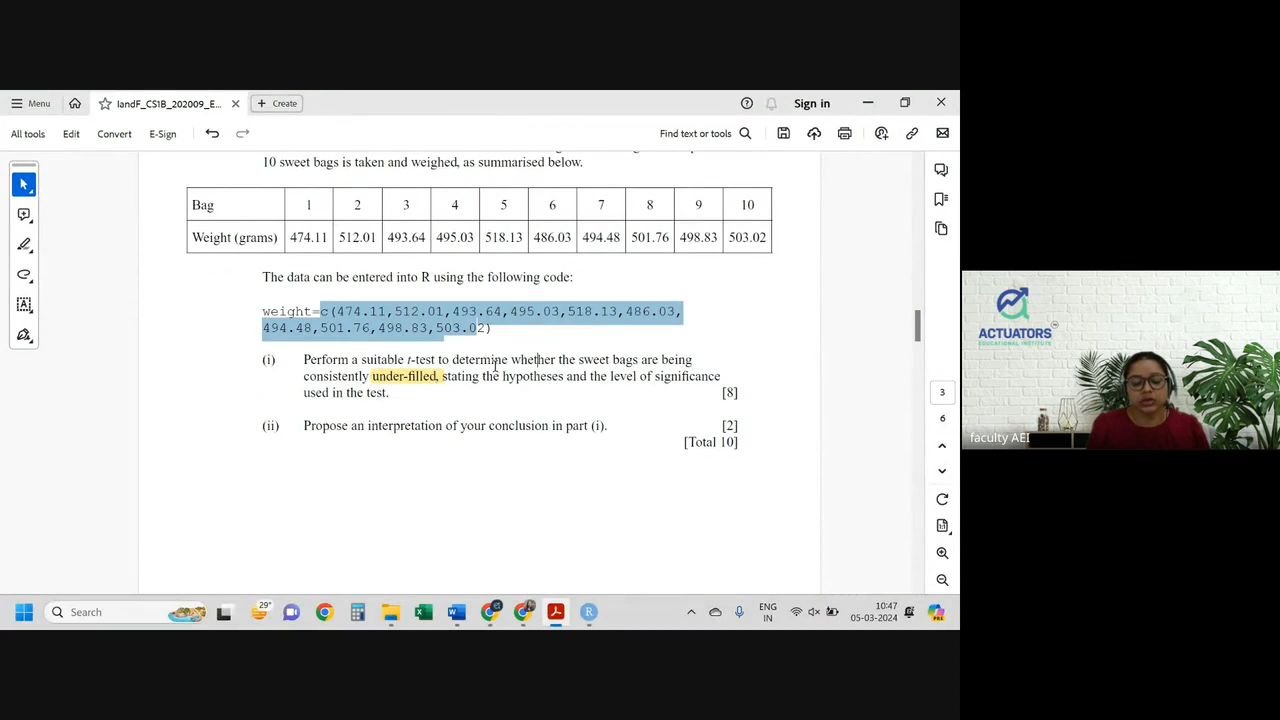 Menu
IandF_CS1B_202009_E...
Create
Sign in
All tools
Edit
Convert
E-Sign
Find text or tools
10 sweet bags is taken and weighed, as summarised below.
Bag 1 2 3 4 5 6 7 8 9 10
Weight (grams) 474.11 512.01 493.64 495.03 518.13 486.03 494.48 501.76 498.83 503.02
The data can be entered into R using the following code:
weight=c(474.11,512.01,493.64,495.03,518.13,486.03,
494.48,501.76,498.83,503.02)
(i) Perform a suitable t-test to determine whether the sweet bags are being
consistently under-filled, stating the hypotheses and the level of significance
used in the test. [8]
(ii) Propose an interpretation of your conclusion in part (i). [2]
[Total 10]
3
6
ACTUATORS
EDUCATIONAL INSTITUTE
faculty AEI
Search
29°
ENG
IN
10:47
05-03-2024